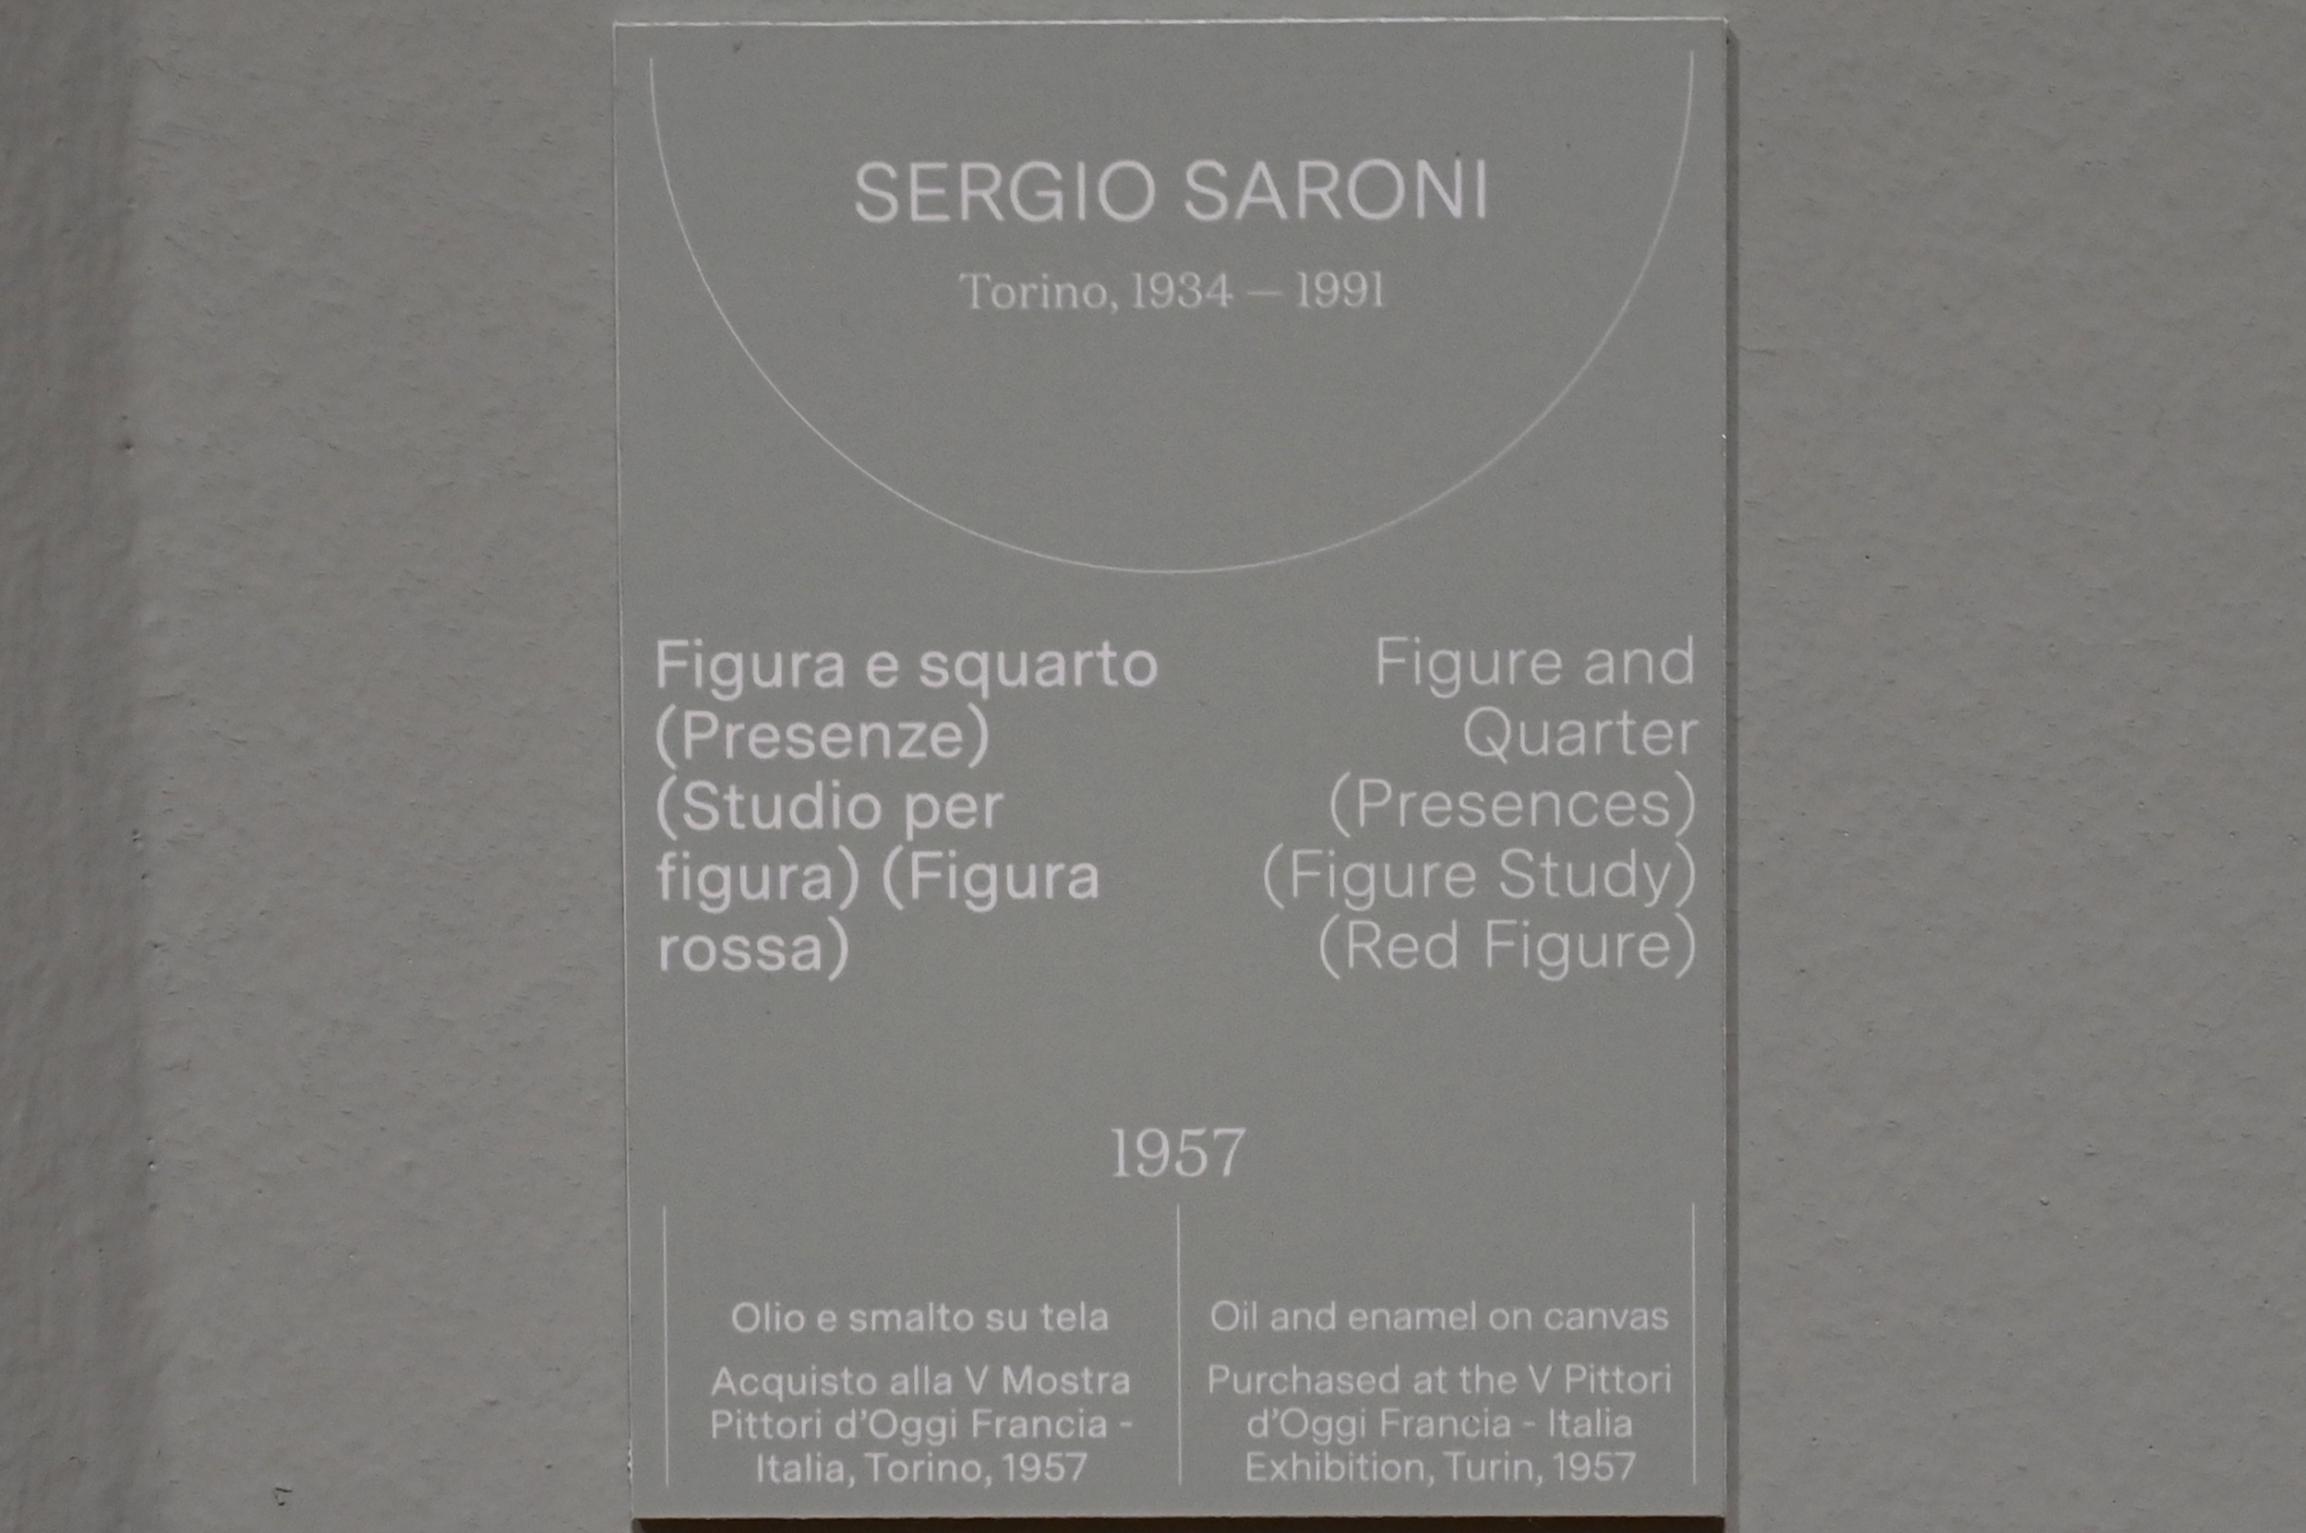 SERGIO SARONI
Torino, 1934 — 1991
Figura e squarto
(Presenze)
(Studio per
figura) (Figura
rossa)
Figure and
Quarter
(Presences)
(Figure Study)
(Red Figure)
1957
Olio e smalto su tela
Acquisto alla V Mostra
Pittori d’Oggi Francia -
Italia, Torino, 1957
Oil and enamel on canvas
Purchased at the V Pittori
d’Oggi Francia - Italia
Exhibition, Turin, 1957